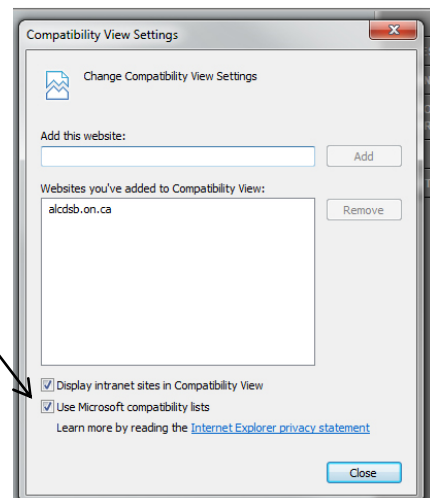 Compatibility View Settings
Change Compatibility View Settings
Add this website:
Add
Websites you've added to Compatibility View:
alcdsb.on.ca
Remove
Display intranet sites in Compatibility View
Use Microsoft compatibility lists
Learn more by reading the Internet Explorer privacy statement
Close